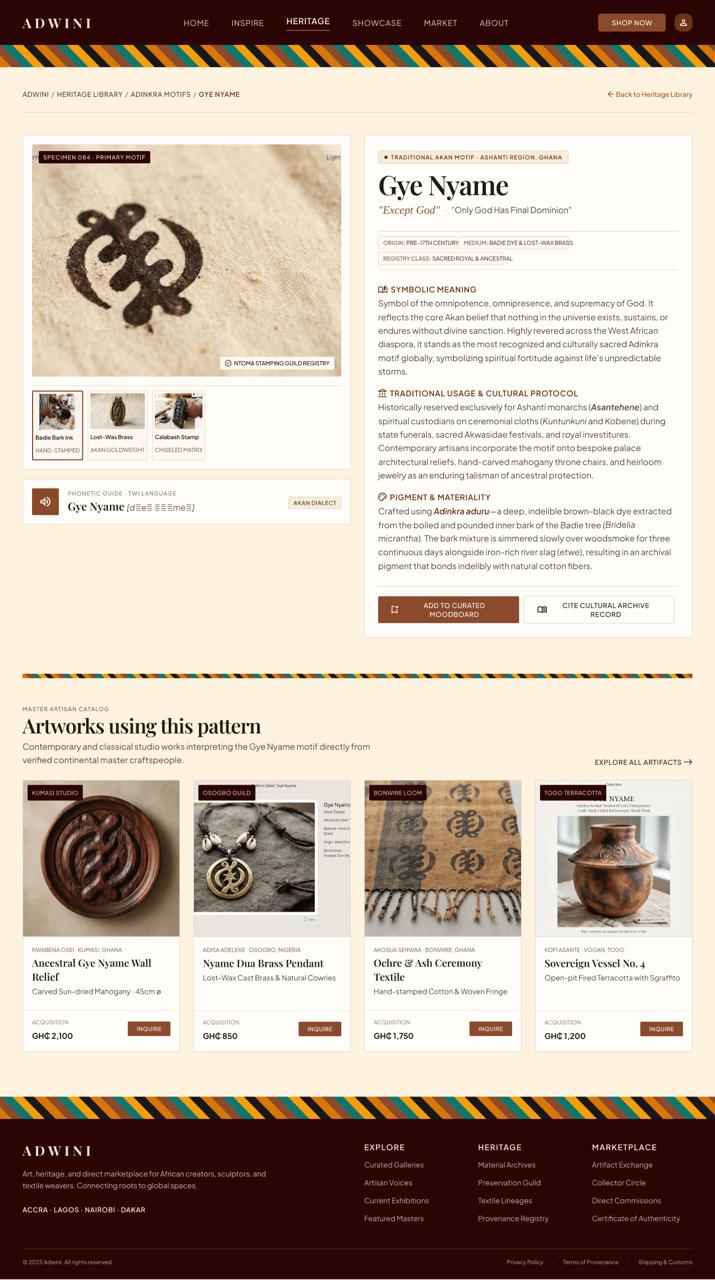 ADWINI
HOME INSPIRE HERITAGE SHOWCASE MARKET ABOUT
SHOP NOW
ADWINI / HERITAGE LIBRARY / ADINKRA MOTIFS / GYE NYAME
← Back to Heritage Library
SPECIMEN 084 · PRIMARY MOTIF
Light
NTOMA STAMPING GUILD REGISTRY
Badie Bark Ink
HAND-STAMPED
Lost-Wax Brass
AKAN GOLDWEIGHT
Calabash Stamp
CHISELED MATRIX
PHONETIC GUIDE · TWI LANGUAGE
Gye Nyame
AKAN DIALECT
TRADITIONAL AKAN MOTIF · ASHANTI REGION, GHANA
Gye Nyame
"Except God" · "Only God Has Final Dominion"
ORIGIN: PRE-17TH CENTURY MEDIUM: BADIE DYE & LOST-WAX BRASS
REGISTRY CLASS: SACRED ROYAL & ANCESTRAL
SYMBOLIC MEANING
Symbol of the omnipotence, omnipresence, and supremacy of God. It
reflects the core Akan belief that nothing in the universe exists, sustains, or
endures without divine sanction. Highly revered across the West African
diaspora, it stands as the most recognized and culturally sacred Adinkra
motif globally, symbolizing spiritual fortitude against life's unpredictable
storms.
TRADITIONAL USAGE & CULTURAL PROTOCOL
Historically reserved exclusively for Ashanti monarchs (Asantehene) and
spiritual custodians on ceremonial cloths (Kuntunkuni and Kobene) during
state funerals, sacred Akwasidae festivals, and royal investitures.
Contemporary artisans incorporate the motif into bespoke palace
architectural reliefs, hand-carved mahogany throne chairs, and heirloom
jewelry as an enduring talisman of ancestral protection.
PIGMENT & MATERIALITY
Crafted using Adinkra aduru—a deep, indelible brown-black dye extracted
from the boiled and pounded inner bark of the Badie tree (Bridelia
micrantha). The bark mixture is simmered slowly over woodsmoke for three
continuous days alongside iron-rich river slag (etwe), resulting in an archival
pigment that bonds indelibly with natural cotton fibers.
ADD TO CURATED
MOODBOARD
CITE CULTURAL ARCHIVE
RECORD
MASTER ARTISAN CATALOG
Artworks using this pattern
Contemporary and classical studio works interpreting the Gye Nyame motif directly from
verified continental master craftspeople.
EXPLORE ALL ARTIFACTS →
KUMASI STUDIO
KWABENA OSEI · KUMASI, GHANA
Ancestral Gye Nyame Wall
Relief
Carved Sun-dried Mahogany · 45cm ø
ACQUISITION
GH₵ 2,100
INQUIRE
OSOGBO GUILD
Gye Nyam
ADISA ADELEKE · OSOGBO, NIGERIA
Nyame Dua Brass Pendant
Lost-Wax Cast Brass & Natural Cowries
ACQUISITION
GH₵ 850
INQUIRE
BONWIRE LOOM
AKOSUA SERWAA · BONWIRE, GHANA
Ochre & Ash Ceremony
Textile
Hand-stamped Cotton & Woven Fringe
ACQUISITION
GH₵ 1,750
INQUIRE
TOGO TERRACOTTA
NYAME
KOFI ASANTE · VOGAN, TOGO
Sovereign Vessel No. 4
Open-pit Fired Terracotta with Sgraffito
ACQUISITION
GH₵ 1,200
INQUIRE
ADWINI
Art, heritage, and direct marketplace for African creators, sculptors, and
textile weavers. Connecting roots to global spaces.
ACCRA · LAGOS · NAIROBI · DAKAR
EXPLORE
Curated Galleries
Artisan Voices
Current Exhibitions
Featured Masters
HERITAGE
Material Archives
Preservation Guild
Textile Lineages
Provenance Registry
MARKETPLACE
Artifact Exchange
Collector Circle
Direct Commissions
Certificate of Authenticity
© 2025 Adwini. All rights reserved.
Privacy Policy · Terms of Provenance · Shipping & Customs